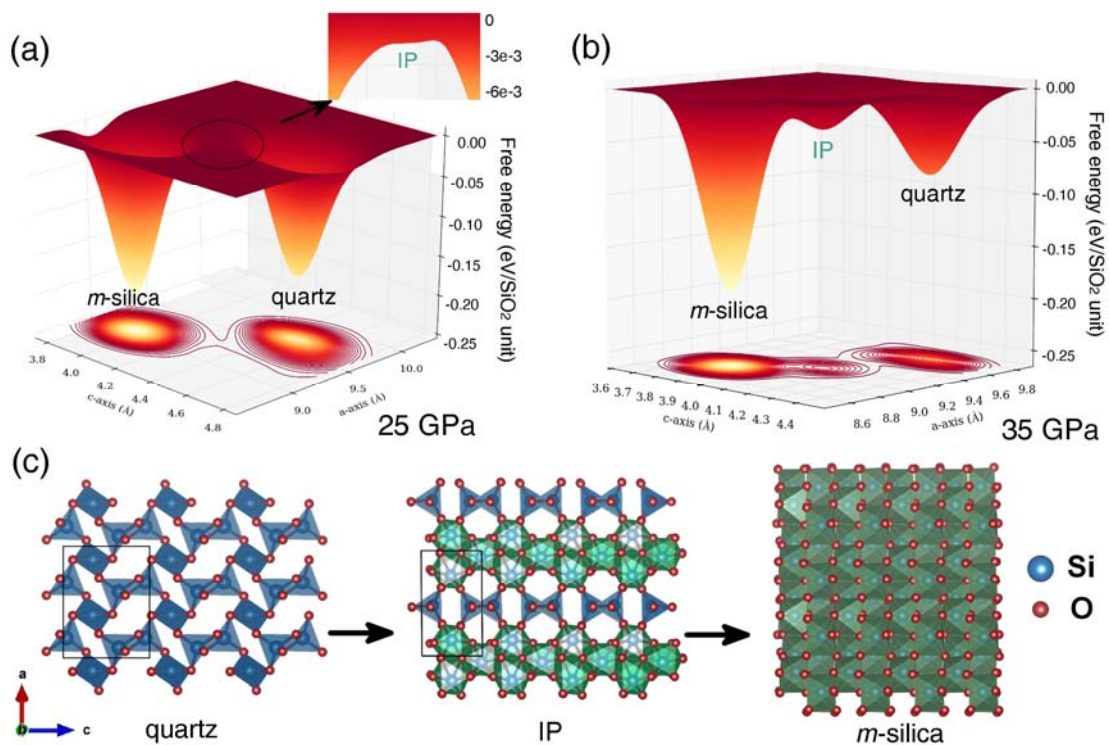 (a)
0
-3e-3
-6e-3
IP
0.00
-0.05
-0.10
-0.15
-0.20
-0.25
Free energy (eV/SiO₂ unit)
m-silica
quartz
3.8
4.0
4.2
4.4
4.6
4.8
c-axis (Å)
9.0
9.5
10.0
a-axis (Å)
25 GPa
(b)
0.00
-0.05
-0.10
-0.15
-0.20
-0.25
Free energy (eV/SiO₂ unit)
IP
quartz
m-silica
3.6
3.7
3.8
3.9
4.0
4.1
4.2
4.3
4.4
c-axis (Å)
8.6
8.8
9.0
9.2
9.4
9.6
9.8
a-axis (Å)
35 GPa
(c)
Si
O
a
b
c
quartz
IP
m-silica